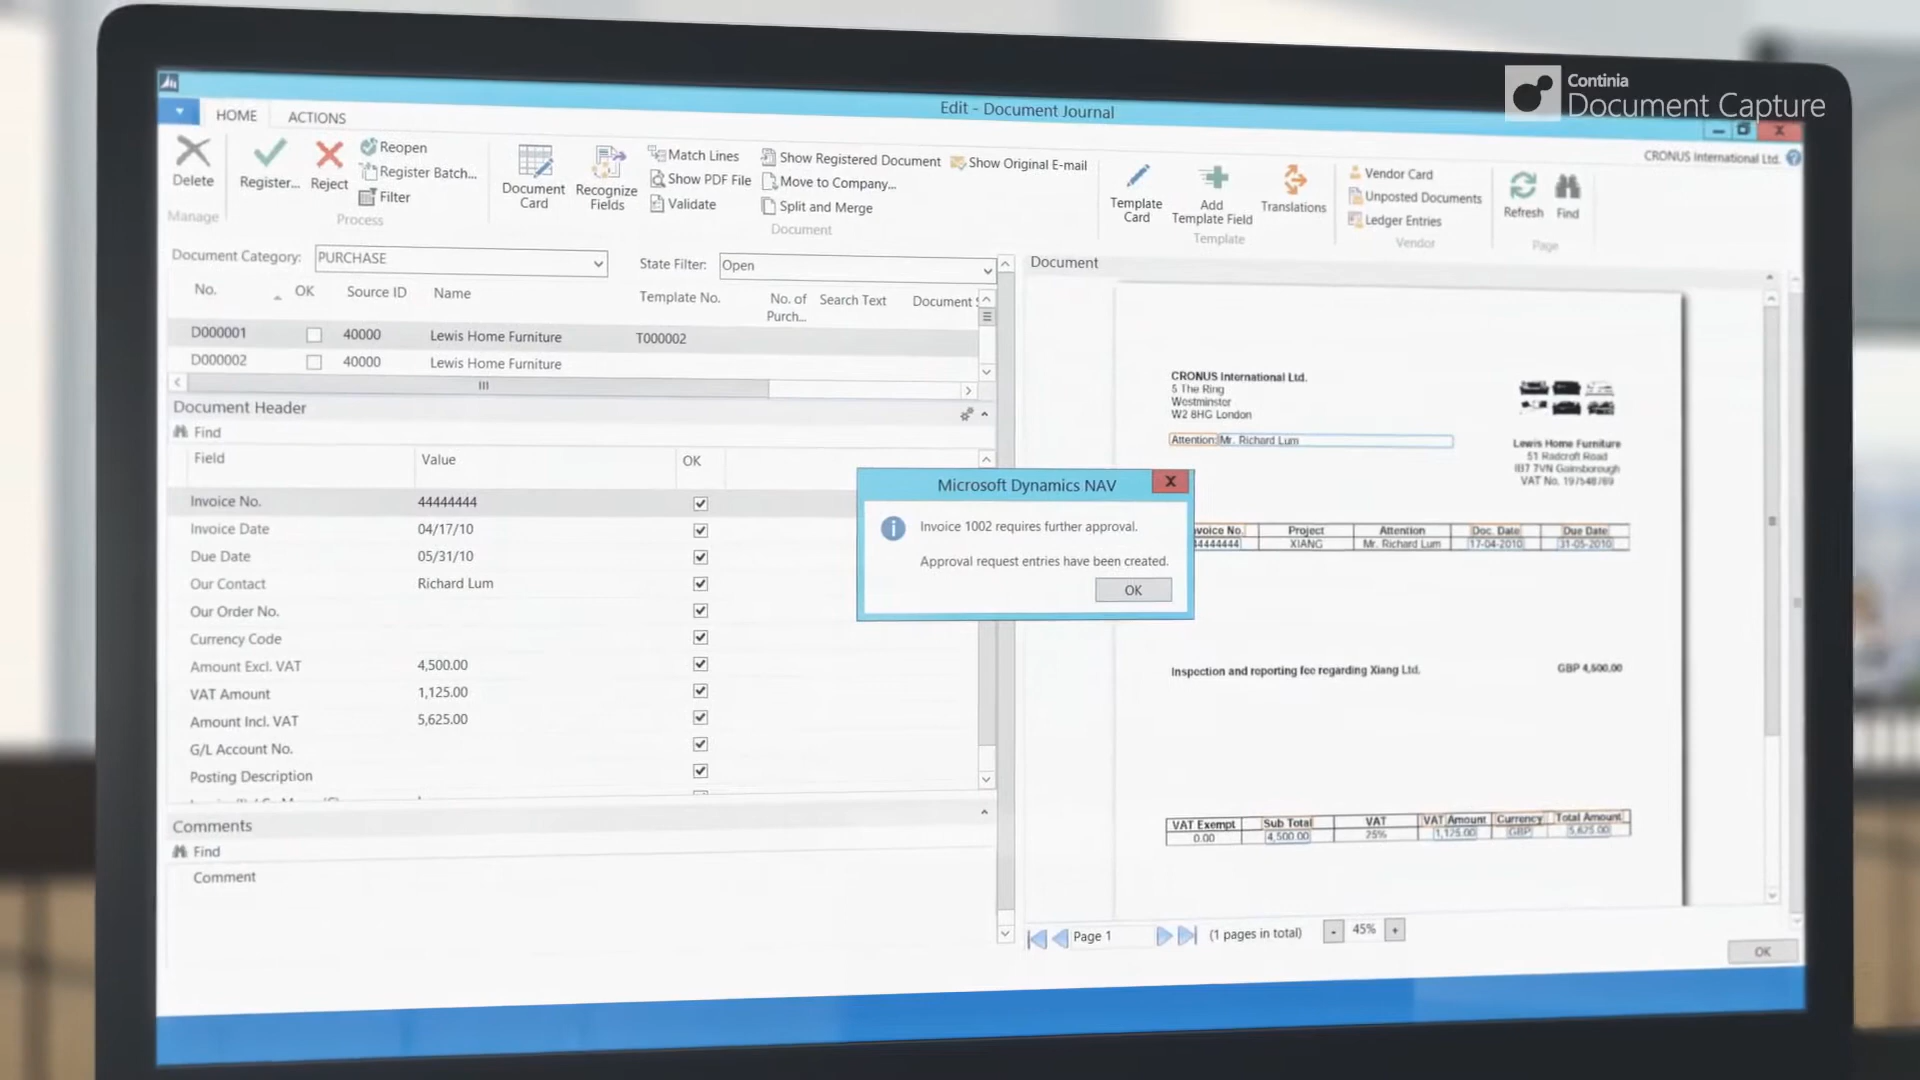 Continia
Document Capture
Edit - Document Journal
HOME
ACTIONS
CRONUS International Ltd.
Delete
Manage
Register...
Reject
Reopen
Register Batch...
Filter
Process
Document Card
Recognize Fields
Match Lines
Show PDF File
Validate
Show Registered Document
Move to Company...
Split and Merge
Show Original E-mail
Document
Template Card
Add Template Field
Translations
Template
Vendor Card
Unposted Documents
Ledger Entries
Vendor
Refresh
Find
Page
Document Category: PURCHASE
State Filter: Open
No. OK Source ID Name Template No. No. of Purch... Search Text Document
D000001 40000 Lewis Home Furniture T000002
D000002 40000 Lewis Home Furniture
Document Header
Find
Field Value OK
Invoice No. 44444444
Invoice Date 04/17/10
Due Date 05/31/10
Our Contact Richard Lum
Our Order No.
Currency Code
Amount Excl. VAT 4,500.00
VAT Amount 1,125.00
Amount Incl. VAT 5,625.00
G/L Account No.
Posting Description
Comments
Find
Comment
Microsoft Dynamics NAV
Invoice 1002 requires further approval.
Approval request entries have been created.
OK
Document
CRONUS International Ltd.
5 The Ring
Westminster
W2 8HG London
Attention: Mr. Richard Lum
Lewis Home Furniture
51 Radcroft Road
VAT No. 197548769
Project Attention Doc. Date Due Date
XIANG Mr. Richard Lum 17-04-2010 31-05-2010
Inspection and reporting fee regarding Xiang Ltd. GBP 4,500.00
VAT Exempt Sub Total VAT VAT Amount Currency Total Amount
0.00 4,500.00 25% 1,125.00 GBP 5,625.00
Page 1 (1 pages in total) - 45% +
OK